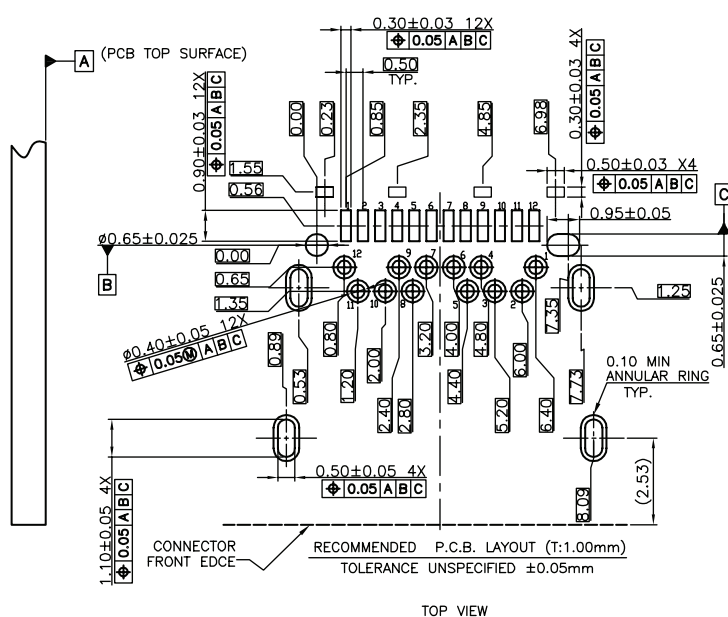 0.30±0.03 12X
⌖ 0.05 A B C
A (PCB TOP SURFACE)
0.50
TYP.
0.90±0.03 12X
⌖ 0.05 A B C
0.00
0.23
0.85
2.35
4.85
6.98
0.30±0.03 4X
⌖ 0.05 A B C
1.55
0.56
0.50±0.03 X4
⌖ 0.05 A B C
C
0.95±0.05
1 2 3 4 5 6 7 8 9 10 11 12
ø0.65±0.025
B
0.00
0.65
1.35
12 9 7 6 4 1
11 10 8 5 3 2
1.25
0.65±0.025
7.35
ø0.40±0.05 12X
⌖ 0.05Ⓜ A B C
0.89
0.53
0.80
1.20
2.00
2.40
2.80
3.20
4.00
4.40
4.80
5.20
6.00
6.40
7.73
0.10 MIN
ANNULAR RING
TYP.
1.10±0.05 4X
⌖ 0.05 A B C
0.50±0.05 4X
⌖ 0.05 A B C
8.09
(2.53)
CONNECTOR
FRONT EDGE
RECOMMENDED P.C.B. LAYOUT (T:1.00mm)
TOLERANCE UNSPECIFIED ±0.05mm
TOP VIEW